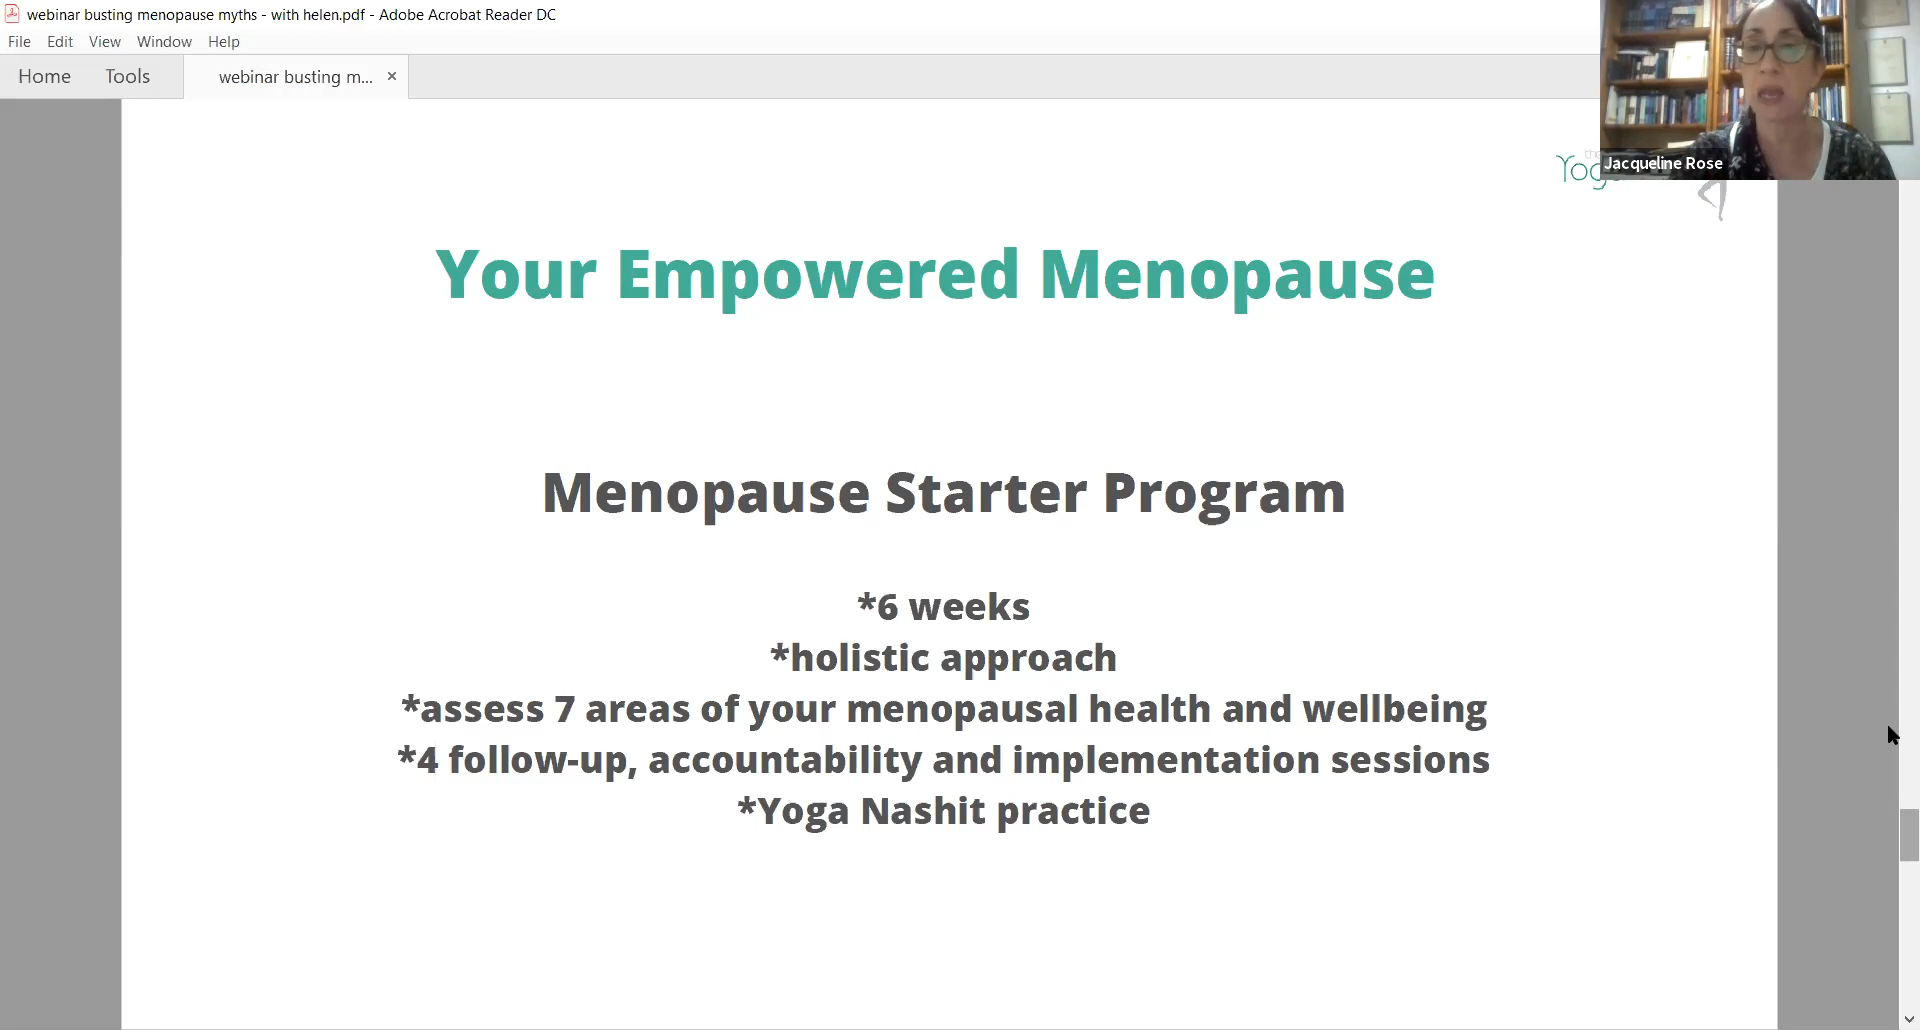 webinar busting menopause myths - with helen.pdf - Adobe Acrobat Reader DC
File Edit View Window Help
Home Tools webinar busting m... ×
Jacqueline Rose
Your Empowered Menopause
Menopause Starter Program
*6 weeks
*holistic approach
*assess 7 areas of your menopausal health and wellbeing
*4 follow-up, accountability and implementation sessions
*Yoga Nashit practice